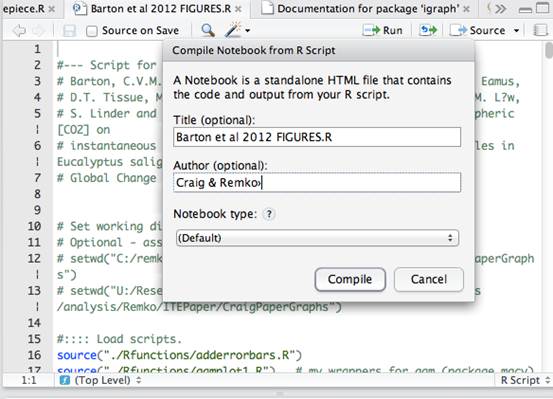 epiece.R
Barton et al 2012 FIGURES.R
Documentation for package 'igraph'
Source on Save
Run
Source
Compile Notebook from R Script
A Notebook is a standalone HTML file that contains
the code and output from your R script.
Title (optional):
Barton et al 2012 FIGURES.R
Author (optional):
Craig & Remko
Notebook type: ?
(Default)
Compile Cancel
1
2 #--- Script for
3 # Barton, C.V.M. Eamus,
4 # D.T. Tissue, M. L?w,
5 # S. Linder and pheric
[CO2] on
6 # instantaneous les in
Eucalyptus salig
7 # Global Change
8
9
10 # Set working di
11 # Optional - ass
12 # setwd("C:/remk aperGraph
s")
13 # setwd("U:/Rese s
/analysis/Remko/ITEPaper/CraigPaperGraphs")
14
15 #:::: Load scripts.
16 source("./Rfunctions/adderrorbars.R")
17 source("./Rfunctions/gamplot1.R") # my wrappers for gam (package mgcv)
1:1 (Top Level) R Script